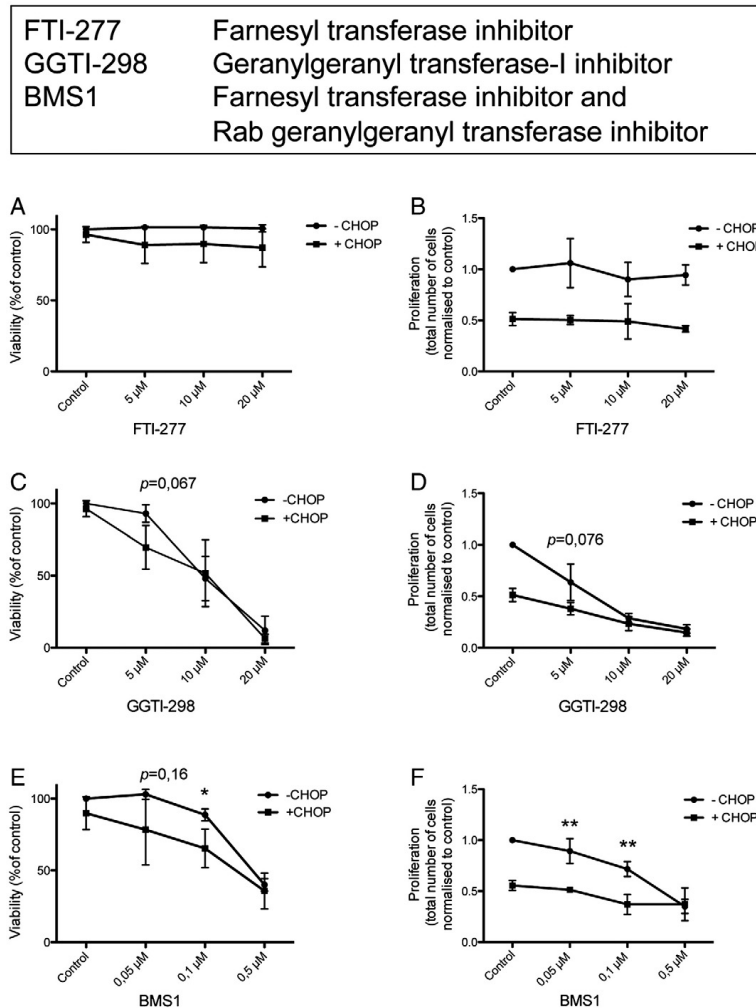 FTI-277 Farnesyl transferase inhibitor
GGTI-298 Geranylgeranyl transferase-I inhibitor
BMS1 Farnesyl transferase inhibitor and
Rab geranylgeranyl transferase inhibitor
A
Viability (%of control)
100
50
0
Control
5 µM
10 µM
20 µM
FTI-277
- CHOP
+ CHOP
B
Proliferation
(total number of cells
normalised to control)
1.5
1.0
0.5
0.0
Control
5 µM
10 µM
20 µM
FTI-277
- CHOP
+ CHOP
C
Viability (%of control)
100
50
0
p=0,067
Control
5 µM
10 µM
20 µM
GGTI-298
-CHOP
+CHOP
D
Proliferation
(total number of cells
normalised to control)
1.5
1.0
0.5
0.0
p=0,076
Control
5 µM
10 µM
20 µM
GGTI-298
- CHOP
+ CHOP
E
Viability (%of control)
100
50
0
p=0,16
*
Control
0,05 µM
0,1 µM
0,5 µM
BMS1
-CHOP
+CHOP
F
Proliferation
(total number of cells
normalised to control)
1.5
1.0
0.5
0.0
**
**
Control
0,05 µM
0,1 µM
0,5 µM
BMS1
- CHOP
+ CHOP